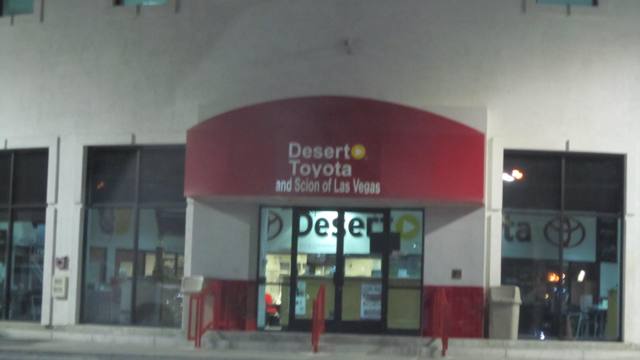 Desert
Toyota
and Scion of Las Vegas
Desert
ta